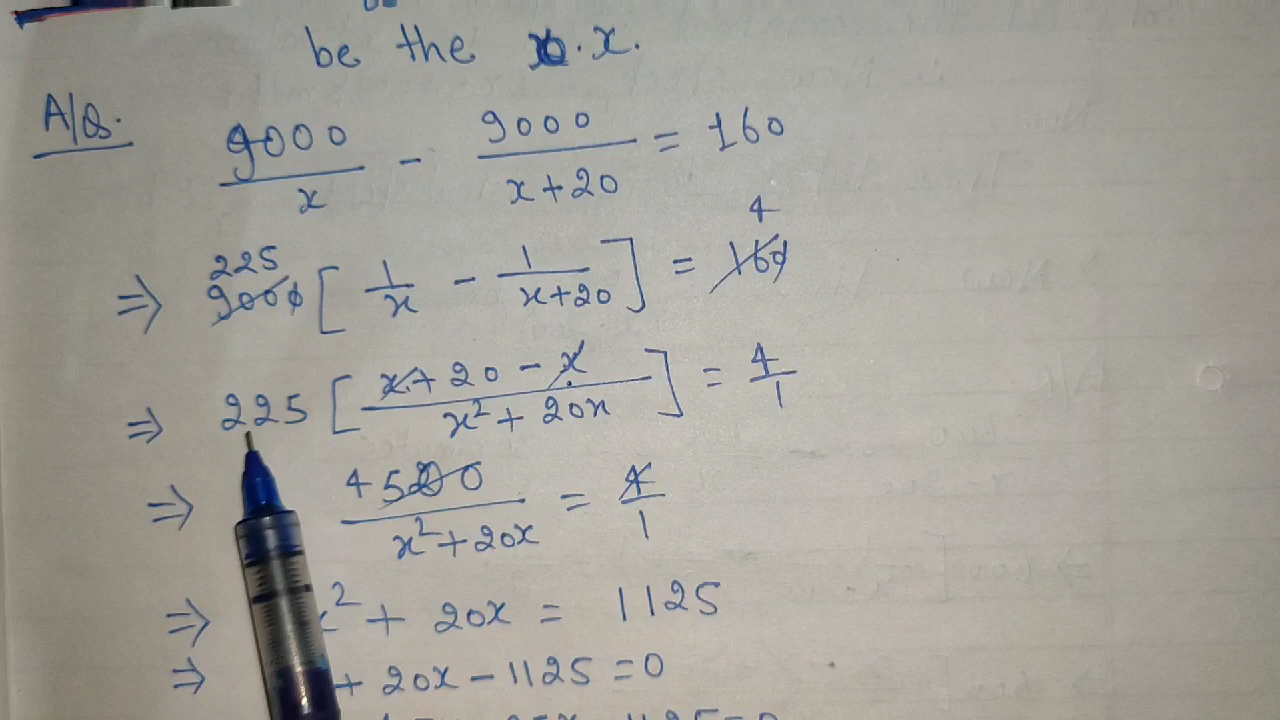 be the x.
A/Q. 9000/x - 9000/x+20 = 160
⇒ 225 9000 [ 1/x - 1/x+20 ] = 160 4
⇒ 225 [ x+20-x / x²+20x ] = 4/1
⇒ 4500 / x²+20x = 4/1
⇒ x² + 20x = 1125
⇒ + 20x - 1125 = 0